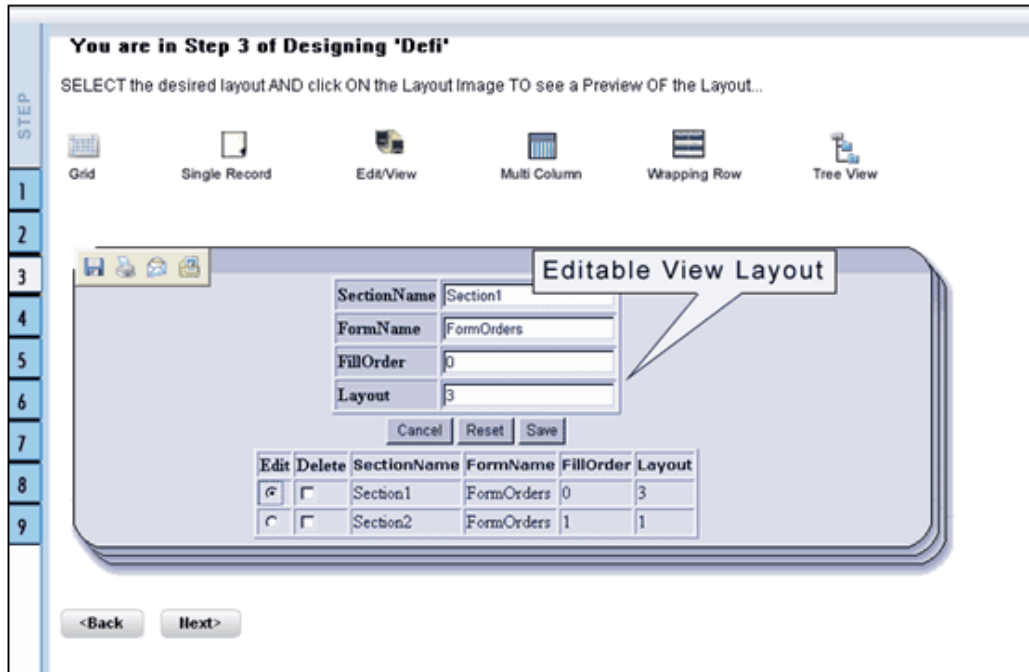 You are in Step 3 of Designing 'Defi'
SELECT the desired layout AND click ON the Layout Image TO see a Preview OF the Layout...
STEP
1
2
3
4
5
6
7
8
9
Grid Single Record Edit/View Multi Column Wrapping Row Tree View
Editable View Layout
SectionName Section1
FormName FormOrders
FillOrder 0
Layout 3
Cancel Reset Save
Edit Delete SectionName FormName FillOrder Layout
Section1 FormOrders 0 3
Section2 FormOrders 1 1
<Back Next>